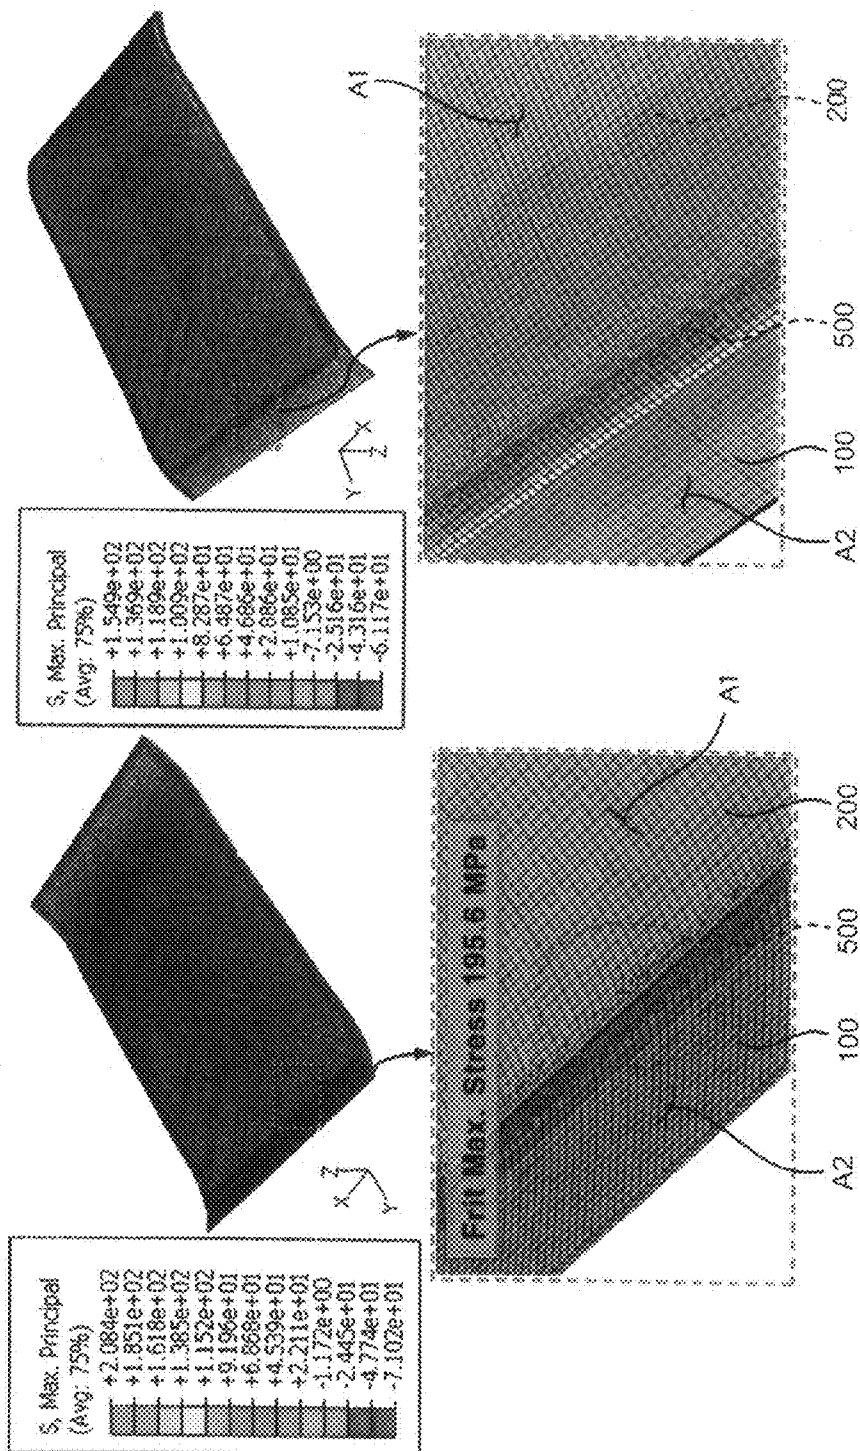 S, Max. Principal
(Avg: 75%)
+2.084e+02
+1.851e+02
+1.618e+02
+1.385e+02
+1.152e+02
+9.196e+01
+6.868e+01
+4.539e+01
+2.211e+01
-1.172e+00
-2.445e+01
-4.774e+01
-7.102e+01
X
Z
Y
Frit Max. Stress 195.6 MPa
A1
A2
100
500
200
S, Max. Principal
(Avg: 75%)
+1.549e+02
+1.369e+02
+1.189e+02
+1.009e+02
+8.287e+01
+6.487e+01
+4.686e+01
+2.886e+01
+1.085e+01
-7.153e+00
-2.516e+01
-4.316e+01
-6.117e+01
Y
Z
X
A1
A2
100
500
200